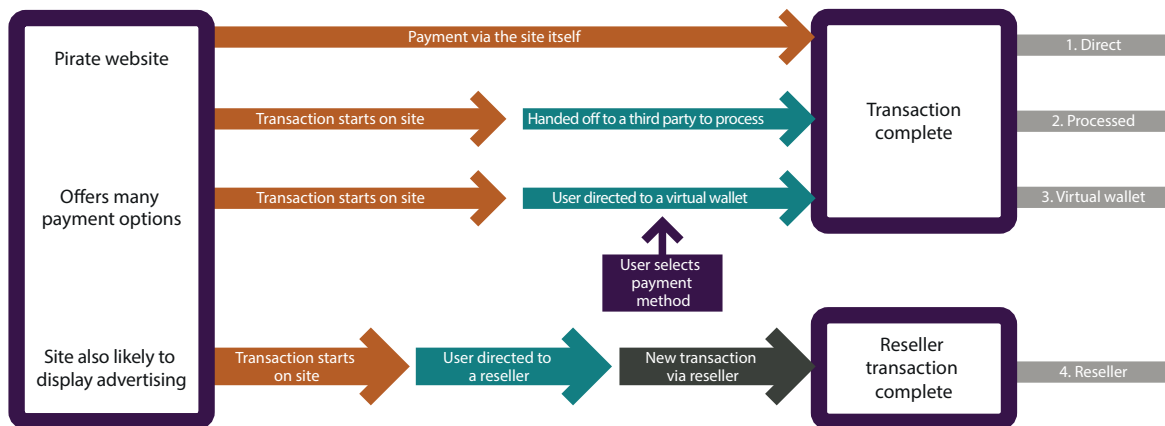 Pirate website
Offers many
payment options
Site also likely to
display advertising
Payment via the site itself
Transaction starts on site
Handed off to a third party to process
Transaction starts on site
User directed to a virtual wallet
User selects
payment
method
Transaction starts
on site
User directed to
a reseller
New transaction
via reseller
Transaction
complete
Reseller
transaction
complete
1. Direct
2. Processed
3. Virtual wallet
4. Reseller